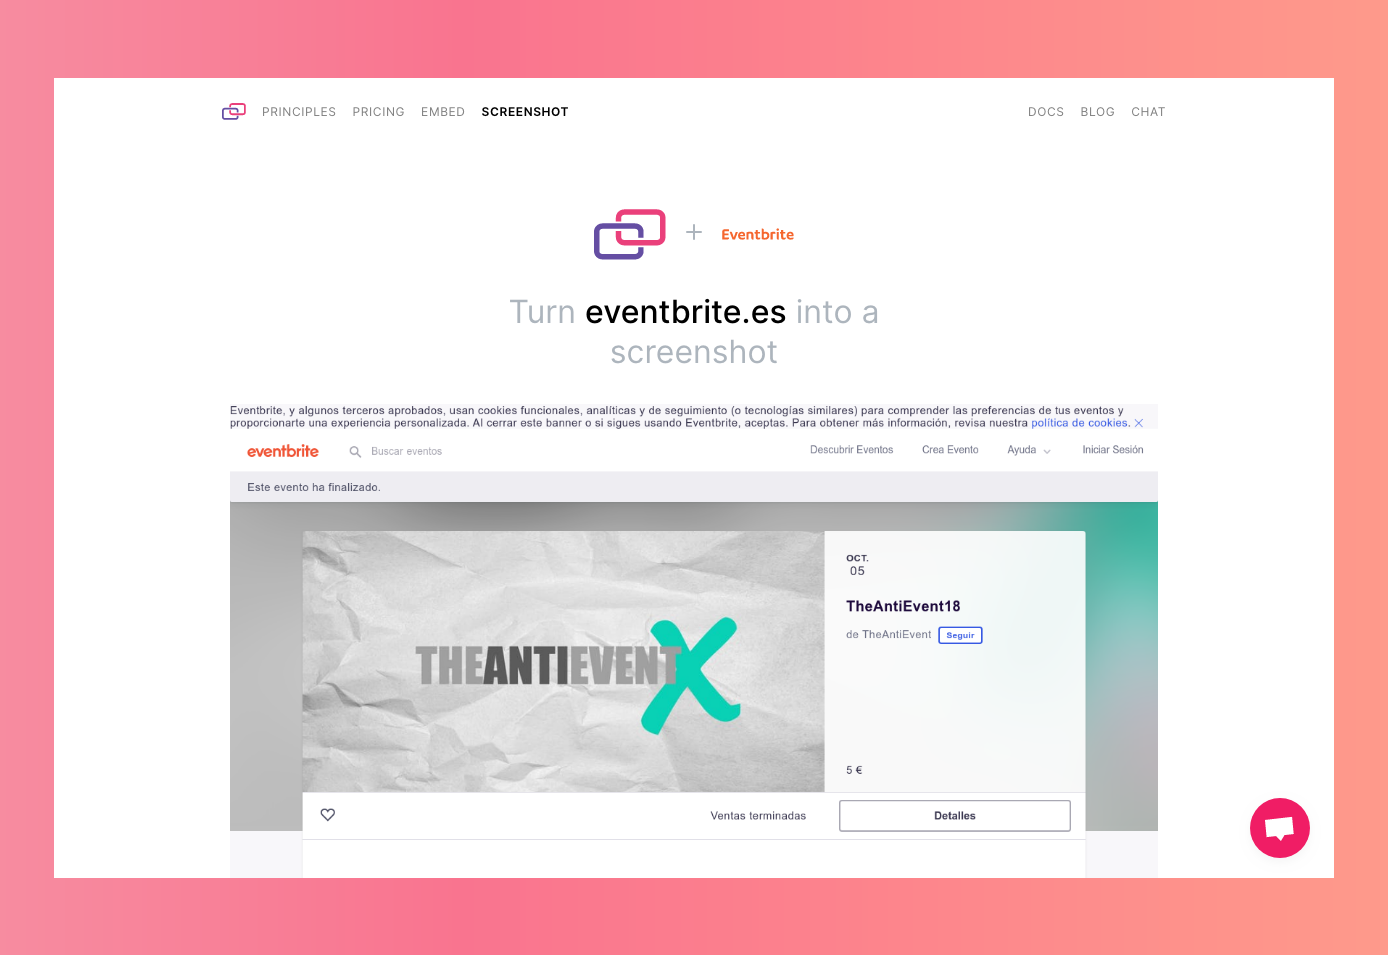 PRINCIPLES PRICING EMBED SCREENSHOT DOCS BLOG CHAT
Eventbrite
Turn eventbrite.es into a
screenshot
Eventbrite, y algunos terceros aprobados, usan cookies funcionales, analíticas y de seguimiento (o tecnologías similares) para comprender las preferencias de tus eventos y
proporcionarte una experiencia personalizada. Al cerrar este banner o si sigues usando Eventbrite, aceptas. Para obtener más información, revisa nuestra política de cookies.
eventbrite Buscar eventos Descubrir Eventos Crea Evento Ayuda Iniciar Sesión
Este evento ha finalizado.
OCT.
05
TheAntiEvent18
de TheAntiEvent Seguir
THEANTIEVENT X
5 €
Ventas terminadas Detalles